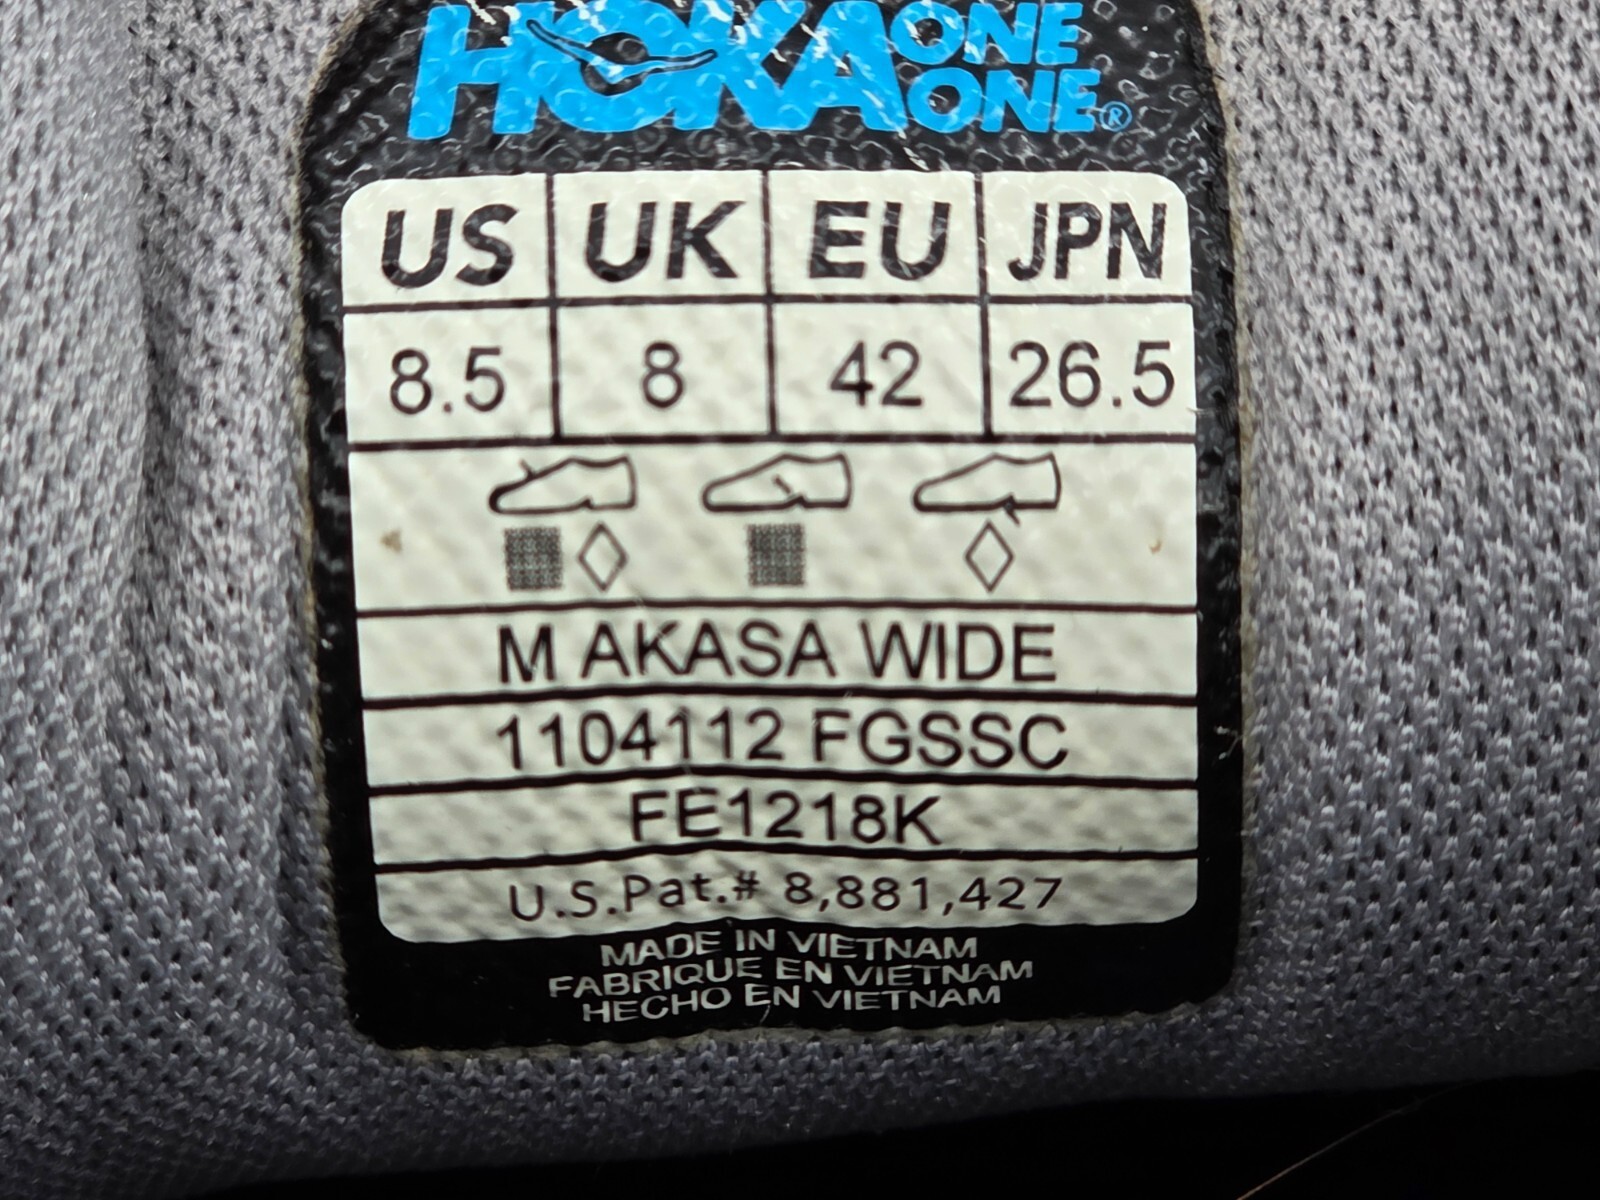 HOKA ONE ONE®
US UK EU JPN
8.5 8 42 26.5
M AKASA WIDE
1104112 FGSSC
FE1218K
U.S.Pat.# 8,881,427
MADE IN VIETNAM
FABRIQUE EN VIETNAM
HECHO EN VIETNAM